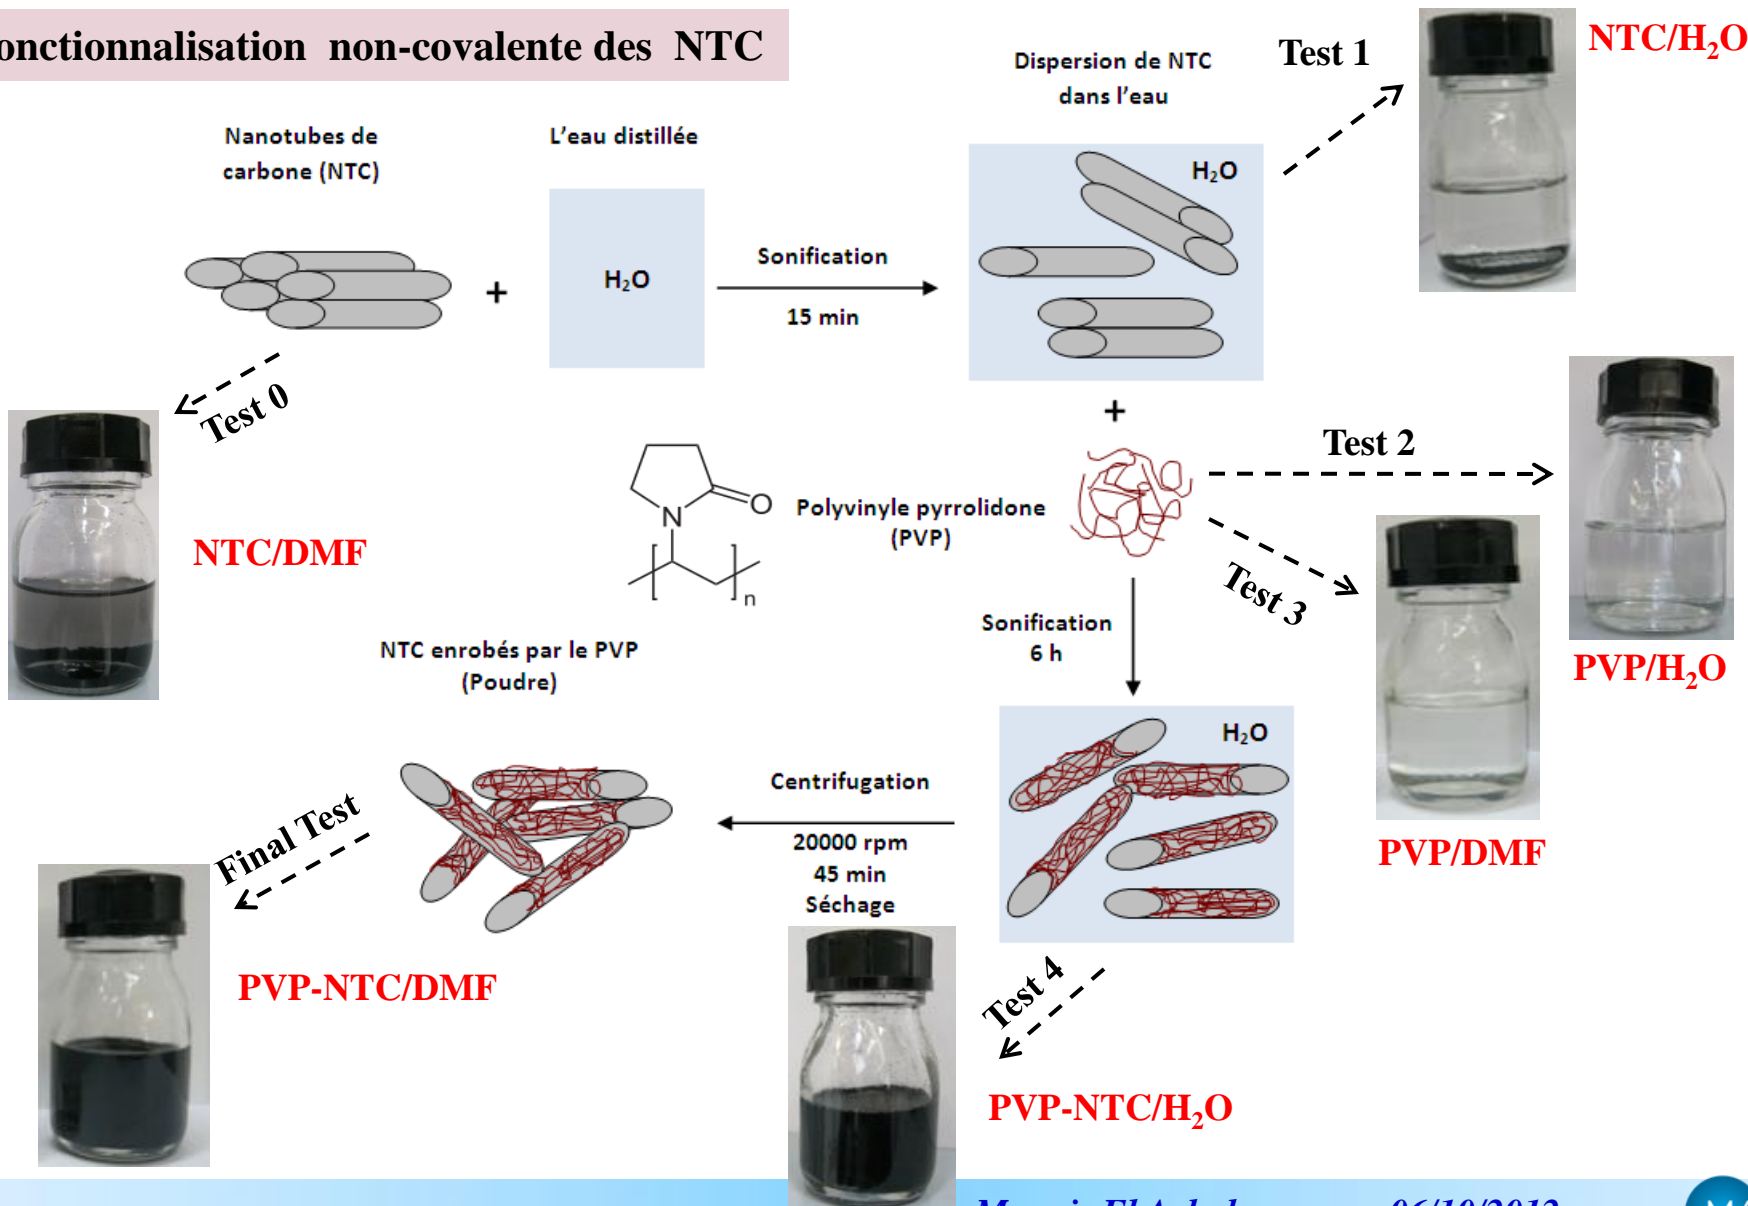 onctionnalisation non-covalente des NTC
Dispersion de NTC
dans l'eau
Test 1
NTC/H₂O
Nanotubes de
carbone (NTC)
L'eau distillée
H₂O
+
H₂O
Sonification
15 min
Test 0
NTC/DMF
+
Test 2
Polyvinyle pyrrolidone
(PVP)
N
O
n
Test 3
PVP/H₂O
Sonification
6 h
PVP/DMF
NTC enrobés par le PVP
(Poudre)
H₂O
Centrifugation
20000 rpm
45 min
Séchage
Final Test
PVP-NTC/DMF
Test 4
PVP-NTC/H₂O
06/10/2012